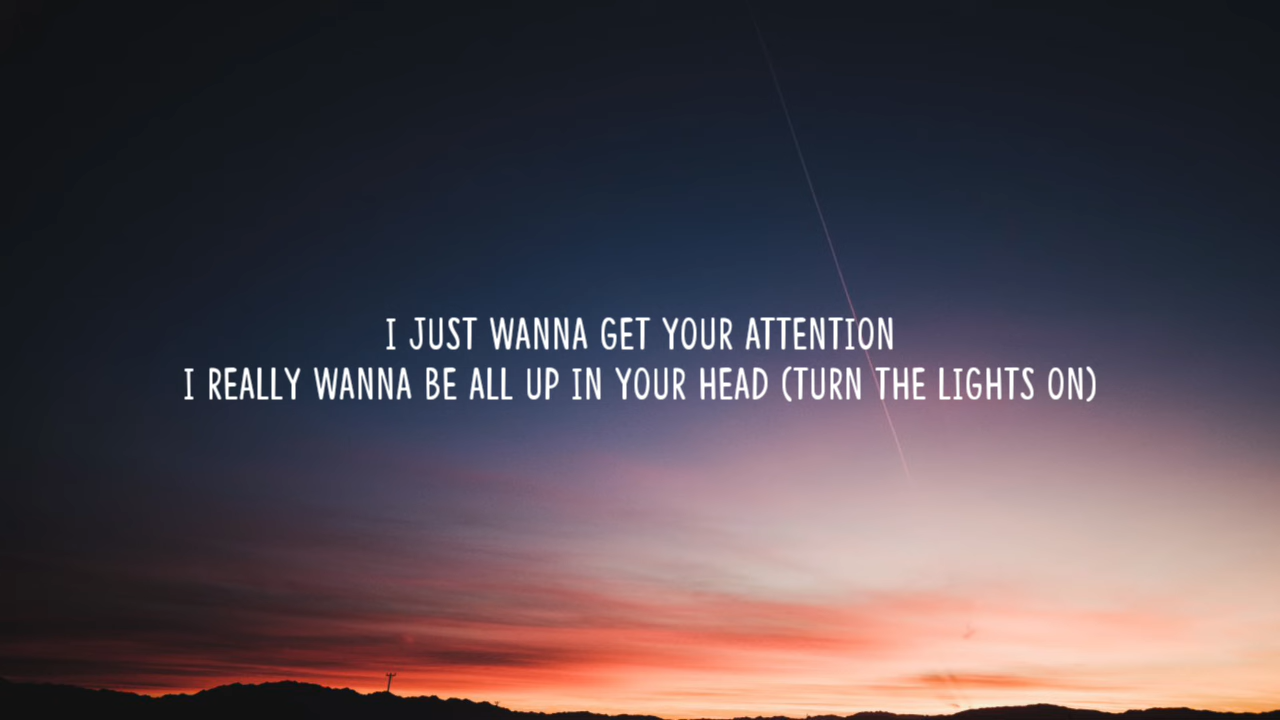 I JUST WANNA GET YOUR ATTENTION
I REALLY WANNA BE ALL UP IN YOUR HEAD (TURN THE LIGHTS ON)